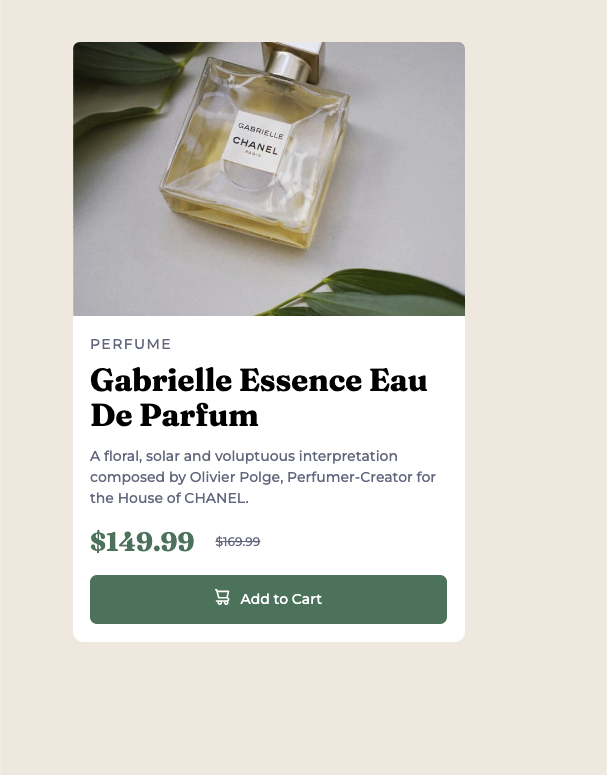 GABRIELLE
CHANEL
PARIS
PERFUME
Gabrielle Essence Eau
De Parfum
A floral, solar and voluptuous interpretation
composed by Olivier Polge, Perfumer-Creator for
the House of CHANEL.
$149.99 $169.99
Add to Cart